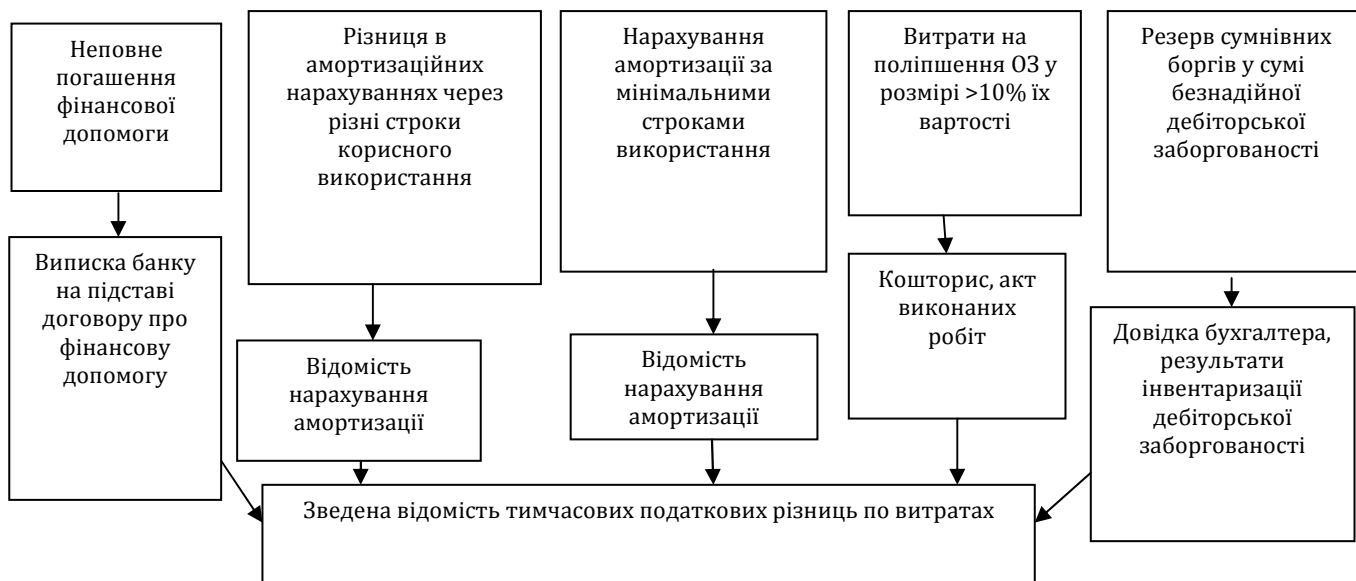 Неповне
погашення
фінансової
допомоги
Різниця в
амортизаційних
нарахуваннях через
різні строки
корисного
використання
Нарахування
амортизації за
мінімальними
строками
використання
Витрати на
поліпшення ОЗ у
розмірі >10% їх
вартості
Резерв сумнівних
боргів у сумі
безнадійної
дебіторської
заборгованості
Виписка банку
на підставі
договору про
фінансову
допомогу
Відомість
нарахування
амортизації
Відомість
нарахування
амортизації
Кошторис, акт
виконаних
робіт
Довідка бухгалтера,
результати
інвентаризації
дебіторської
заборгованості
Зведена відомість тимчасових податкових різниць по витратах